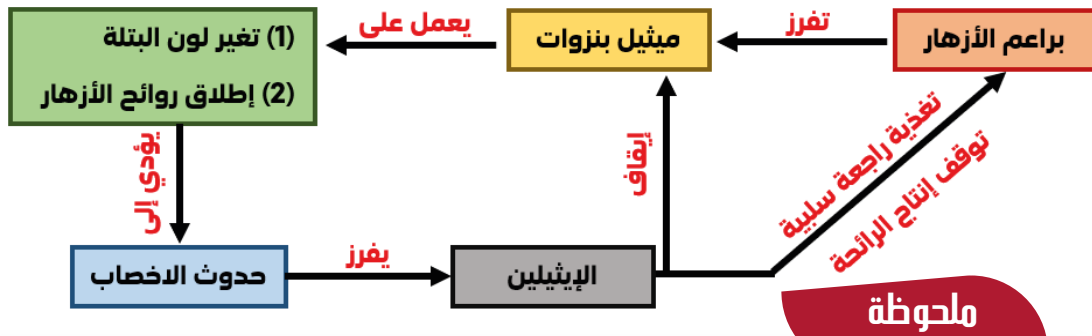 براعم الأزهار
تفرز
ميثيل بنزوات
يعمل على
(1) تغير لون البتلة
(2) إطلاق روائح الأزهار
يؤدي إلى
حدوث الاخصاب
يفرز
الإيثيلين
إيقاف
تغذية راجعة سلبية
توقف إنتاج الرائحة
ملحوظة